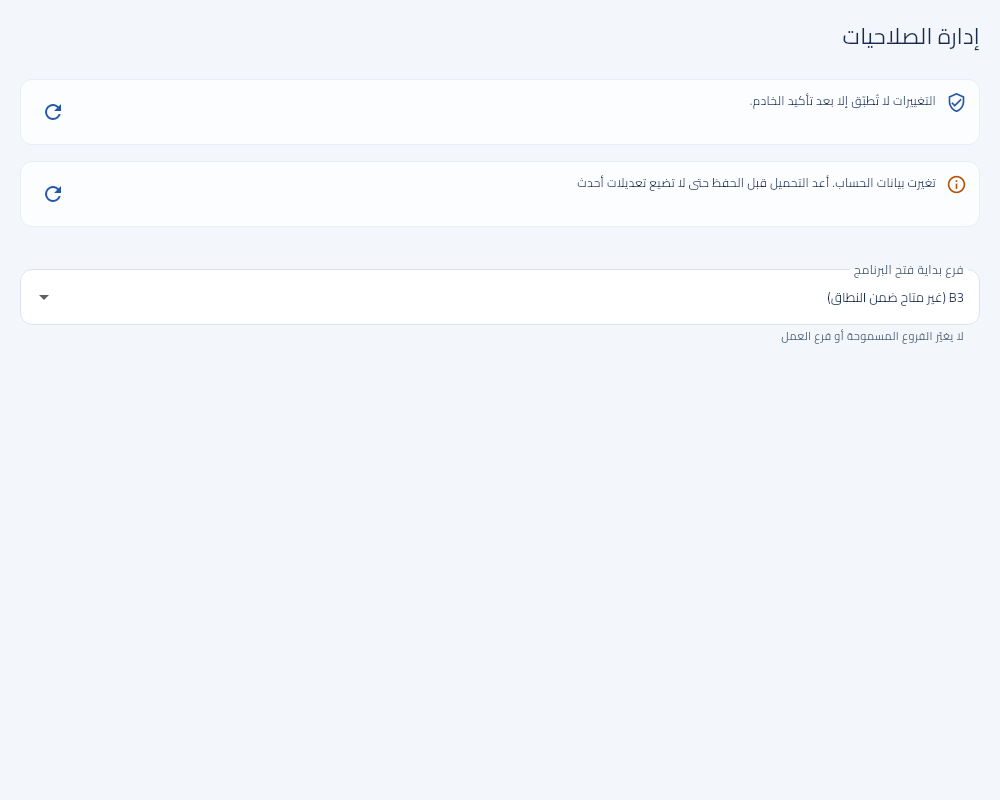 إدارة الصلاحيات
التغييرات لا تُطبّق إلا بعد تأكيد الخادم.
تغيرت بيانات الحساب. أعد التحميل قبل الحفظ حتى لا تضيع تعديلات أحدث
فرع بداية فتح البرنامج
B3 (غير متاح ضمن النطاق)
لا يغيّر الفروع المسموحة أو فرع العمل